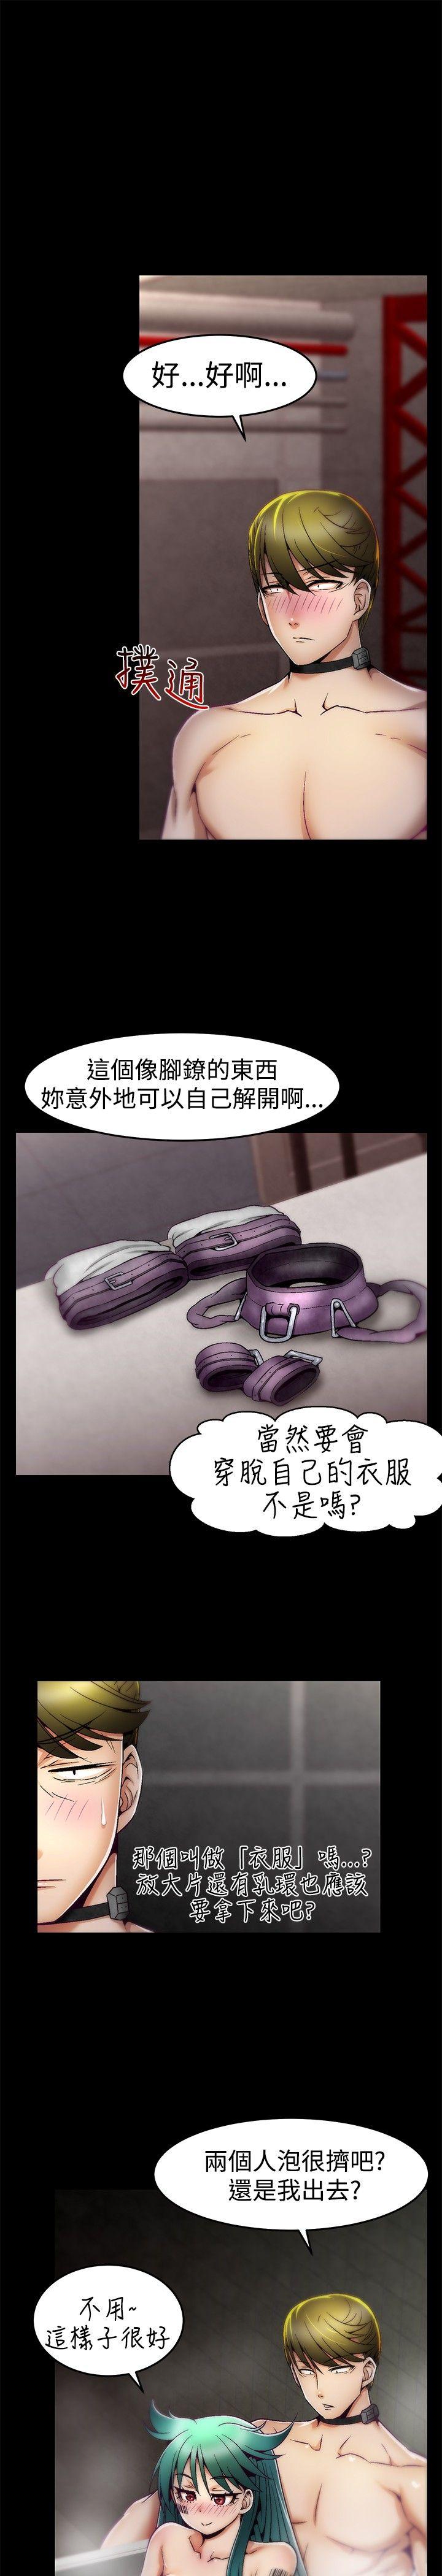 好...好啊...
撲通
這個像腳鐐的東西
妳意外地可以自己解開啊...
當然要會
穿脫自己的衣服
不是嗎?
那個叫做「衣服」嗎...?
放大片還有乳環也應該
要拿下來吧?
兩個人泡很擠吧?
還是我出去?
不用~
這樣子很好